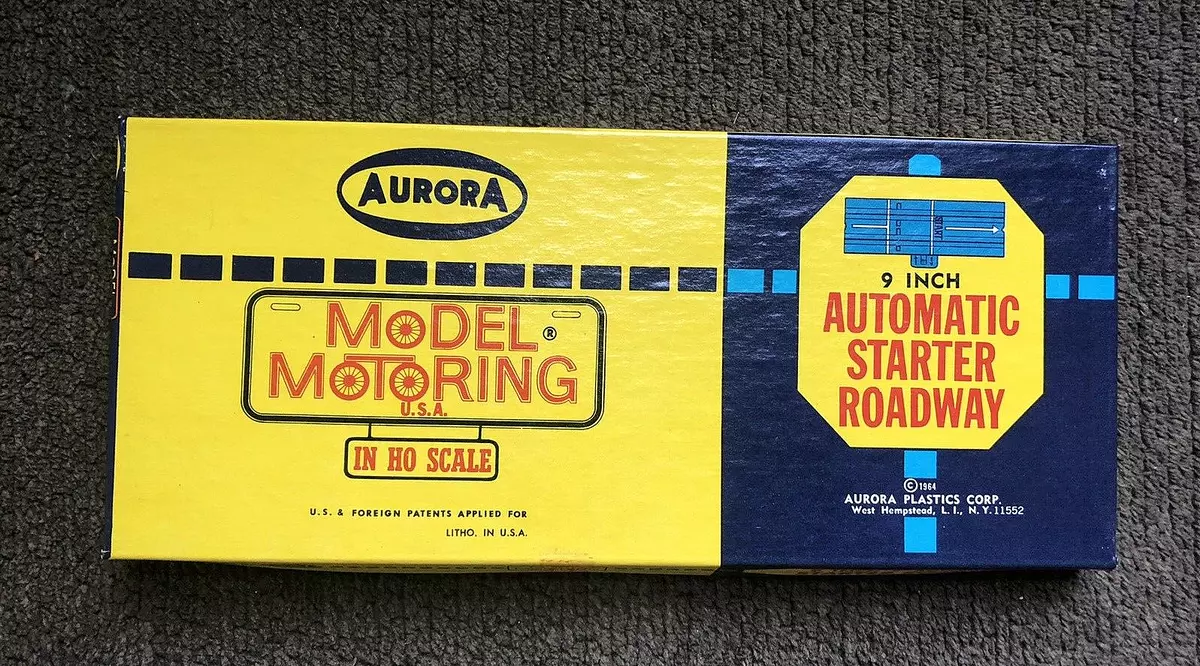 AURORA
MODEL ®
MOTORING
U.S.A.
IN HO SCALE
U.S. & FOREIGN PATENTS APPLIED FOR
LITHO. IN U.S.A.
START
9 INCH
AUTOMATIC
STARTER
ROADWAY
©1964
AURORA PLASTICS CORP.
West Hempstead, L. I., N. Y. 11552